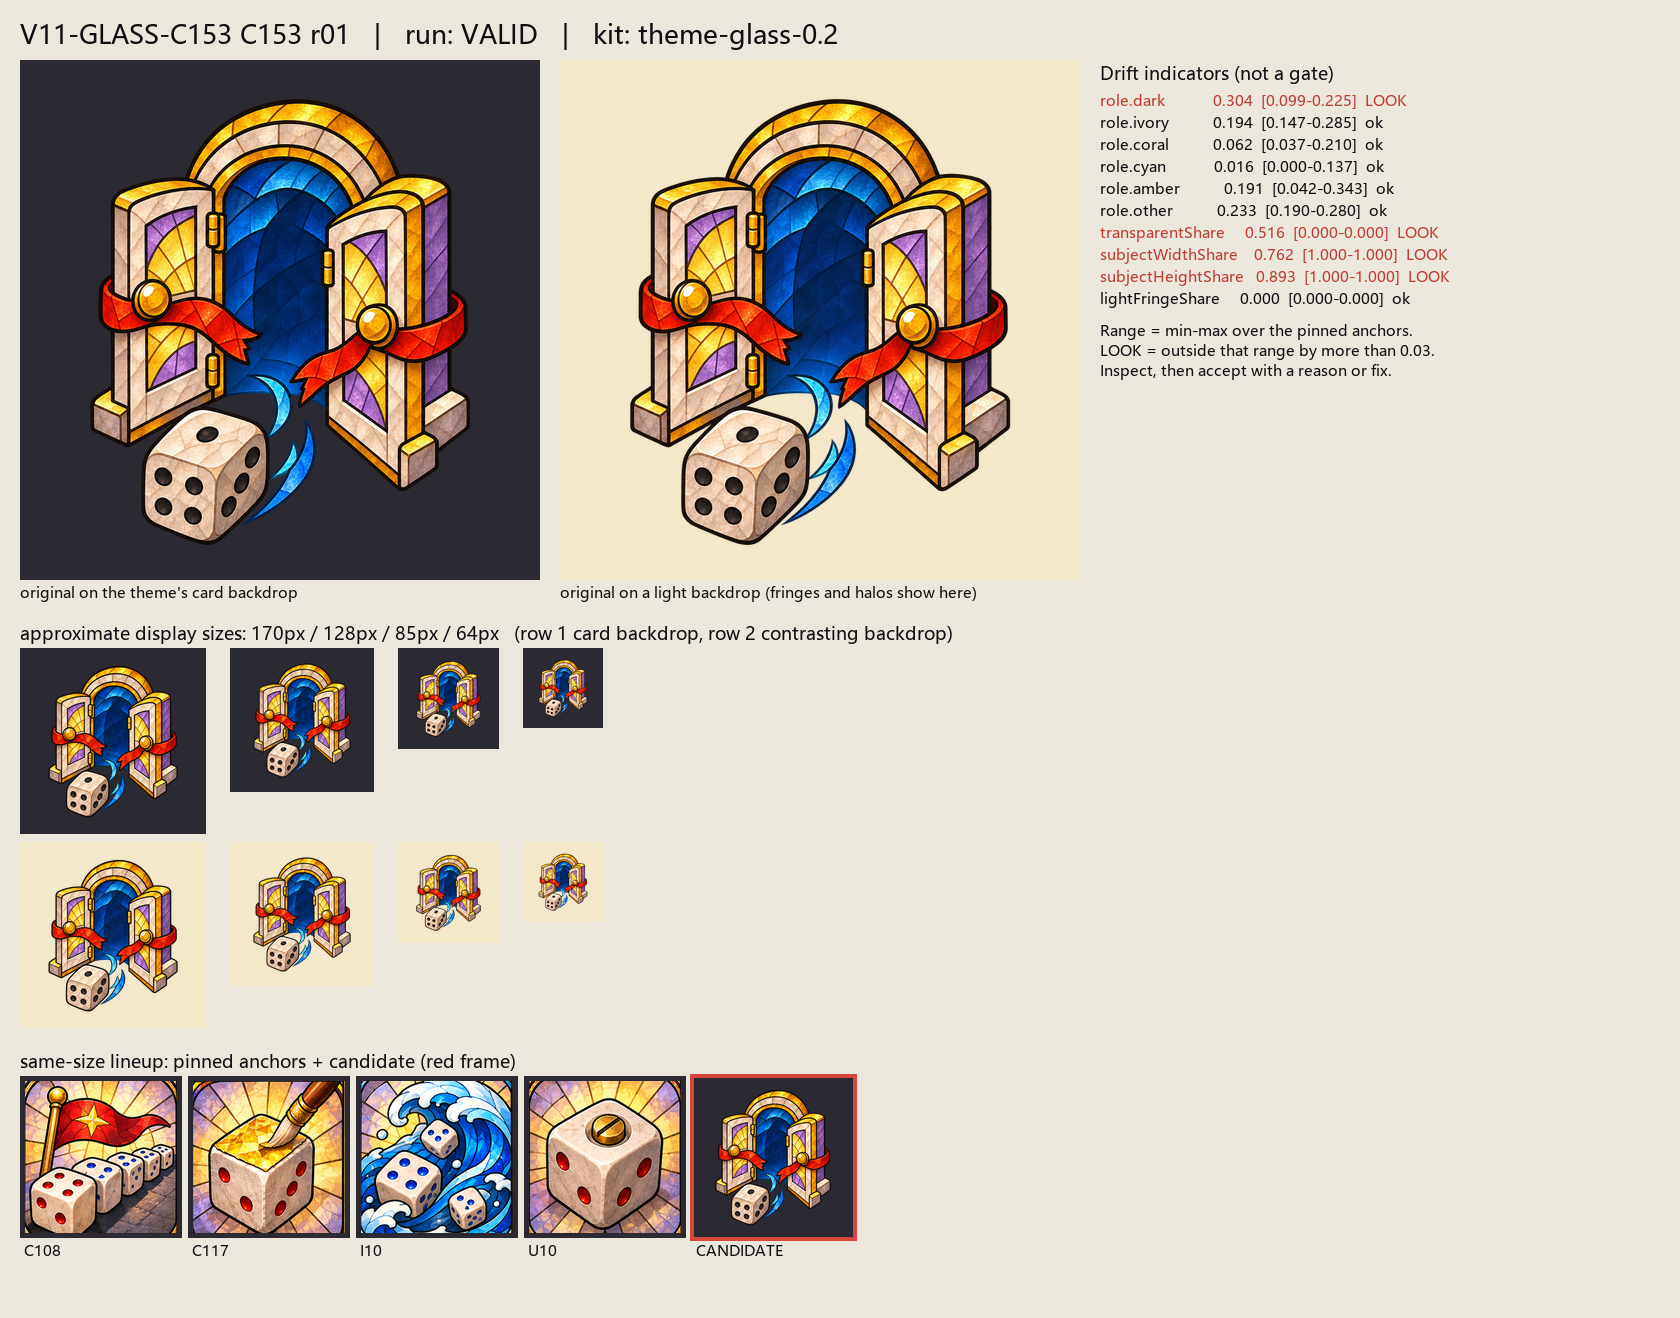 V11-GLASS-C153 C153 r01   |   run: VALID   |   kit: theme-glass-0.2
Drift indicators (not a gate)
role.dark 0.304 [0.099-0.225] LOOK
role.ivory 0.194 [0.147-0.285] ok
role.coral 0.062 [0.037-0.210] ok
role.cyan 0.016 [0.000-0.137] ok
role.amber 0.191 [0.042-0.343] ok
role.other 0.233 [0.190-0.280] ok
transparentShare 0.516 [0.000-0.000] LOOK
subjectWidthShare 0.762 [1.000-1.000] LOOK
subjectHeightShare 0.893 [1.000-1.000] LOOK
lightFringeShare 0.000 [0.000-0.000] ok
Range = min-max over the pinned anchors.
LOOK = outside that range by more than 0.03.
Inspect, then accept with a reason or fix.
original on the theme's card backdrop
original on a light backdrop (fringes and halos show here)
approximate display sizes: 170px / 128px / 85px / 64px   (row 1 card backdrop, row 2 contrasting backdrop)
same-size lineup: pinned anchors + candidate (red frame)
C108
C117
I10
U10
CANDIDATE